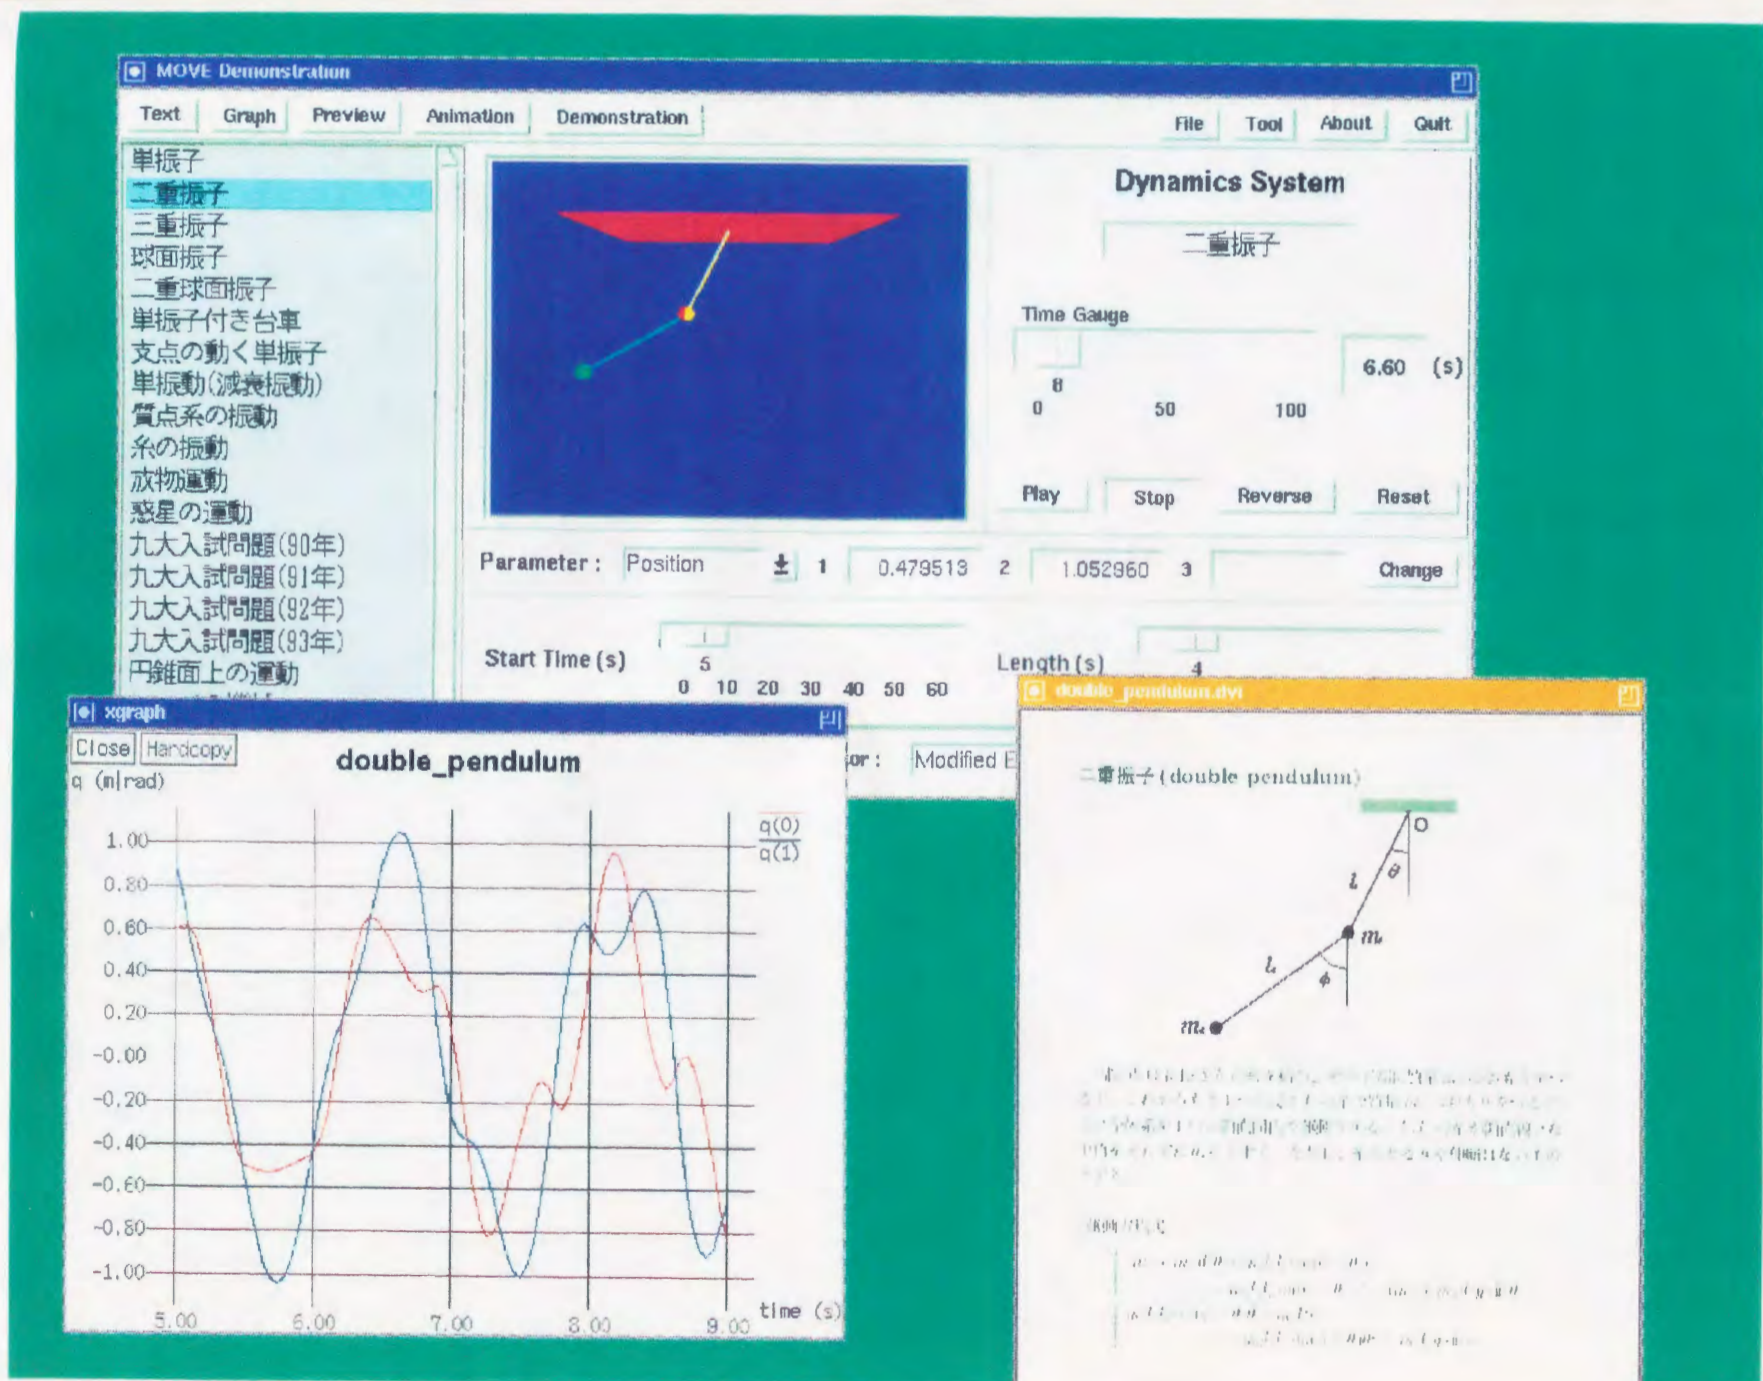 MOVE Demonstration
Text Graph Preview Animation Demonstration File Tool About Quit
単振子
二重振子
三重振子
球面振子
二重球面振子
単振子付き台車
支点の動く単振子
単振動(減衰振動)
質点系の振動
糸の振動
放物運動
惑星の運動
九大入試問題(90年)
九大入試問題(91年)
九大入試問題(92年)
九大入試問題(93年)
円錐面上の運動
Dynamics System
二重振子
Time Gauge
8
0 50 100
6.60 (s)
Play Stop Reverse Reset
Parameter : Position 1 0.479513 2 1.052960 3 Change
Start Time (s) 5
0 10 20 30 40 50 60
Length (s) 4
or : Modified E
xgraph
Close Hardcopy
double_pendulum
q (m|rad)
1.00
0.80
0.60
0.40
0.20
-0.00
-0.20
-0.40
-0.60
-0.80
-1.00
5.00 6.00 7.00 8.00 9.00
time (s)
q(0)
q(1)
double_pendulum.dvi
二重振子(double pendulum)
O
θ
l
m
l
φ
m